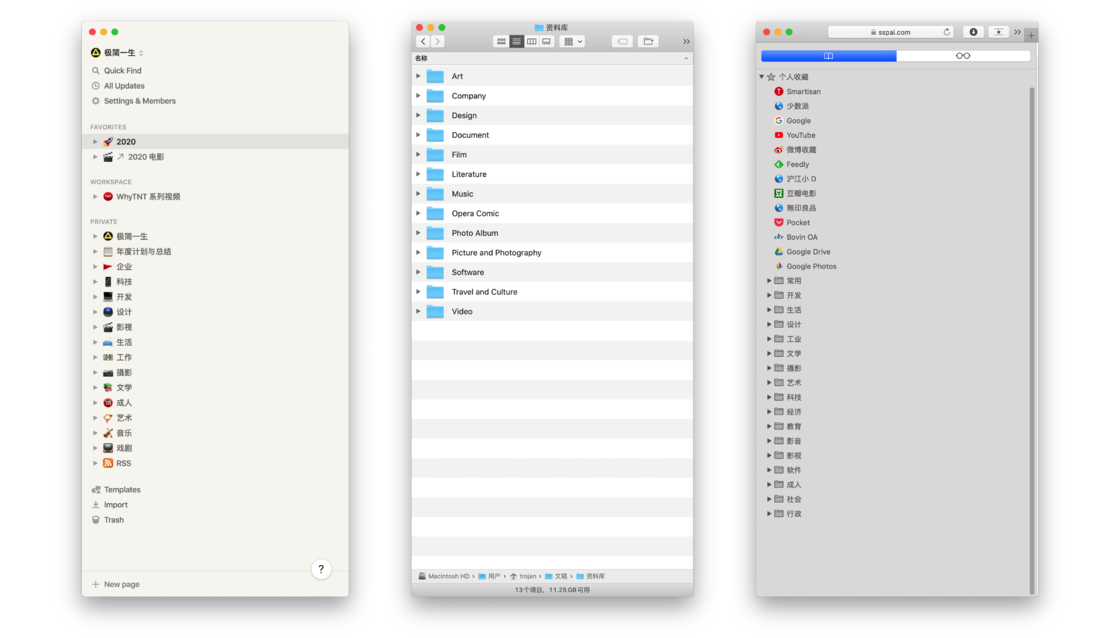 极简一生
Quick Find
All Updates
Settings & Members
FAVORITES
2020
2020 电影
WORKSPACE
WhyTNT 系列视频
PRIVATE
极简一生
年度计划与总结
企业
科技
开发
设计
影视
生活
工作
摄影
文学
成人
艺术
音乐
戏剧
RSS
Templates
Import
Trash
?
New page
资料库
名称
Art
Company
Design
Document
Film
Literature
Music
Opera Comic
Photo Album
Picture and Photography
Software
Travel and Culture
Video
Macintosh HD › 用户 › trojan › 文稿 › 资料库
13 个项目，11.25 GB 可用
sspai.com
个人收藏
Smartisan
少数派
Google
YouTube
微博收藏
Feedly
沪江小 D
豆瓣电影
無印良品
Pocket
Bovin OA
Google Drive
Google Photos
常用
开发
生活
设计
工业
文学
摄影
艺术
科技
经济
教育
影音
影视
软件
成人
社会
行政